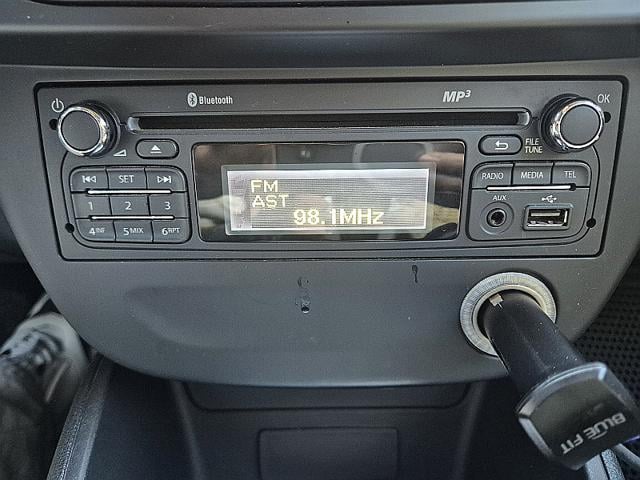 Bluetooth
MP3
OK
FILE
TUNE
SET
RADIO
MEDIA
TEL
1
2
3
AUX
4INF
5MIX
6RPT
FM
AST
98.1MHz
BLUE FIT